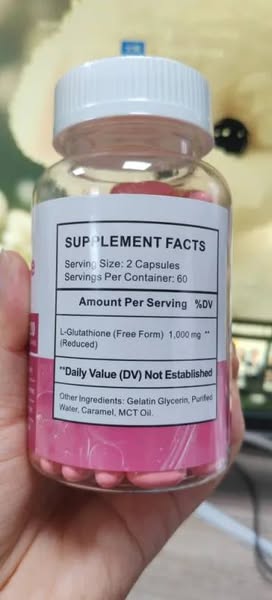 SUPPLEMENT FACTS
Serving Size: 2 Capsules
Servings Per Container: 60
Amount Per Serving %DV
L-Glutathione (Free Form) 1,000 mg **
(Reduced)
**Daily Value (DV) Not Established
Other Ingredients: Gelatin Glycerin, Purified
Water, Caramel, MCT Oil.